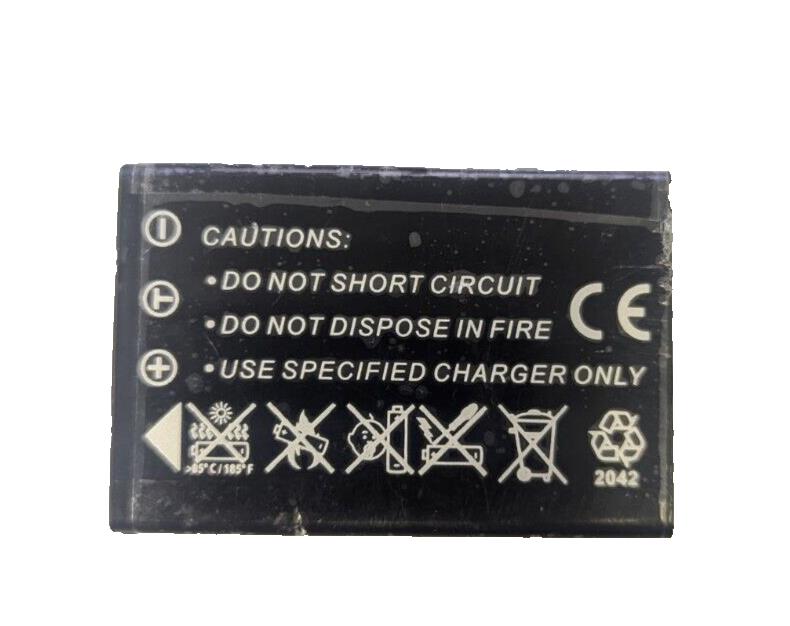 CAUTIONS:
•DO NOT SHORT CIRCUIT
•DO NOT DISPOSE IN FIRE
•USE SPECIFIED CHARGER ONLY
CE
T
>85°C/185°F
2042